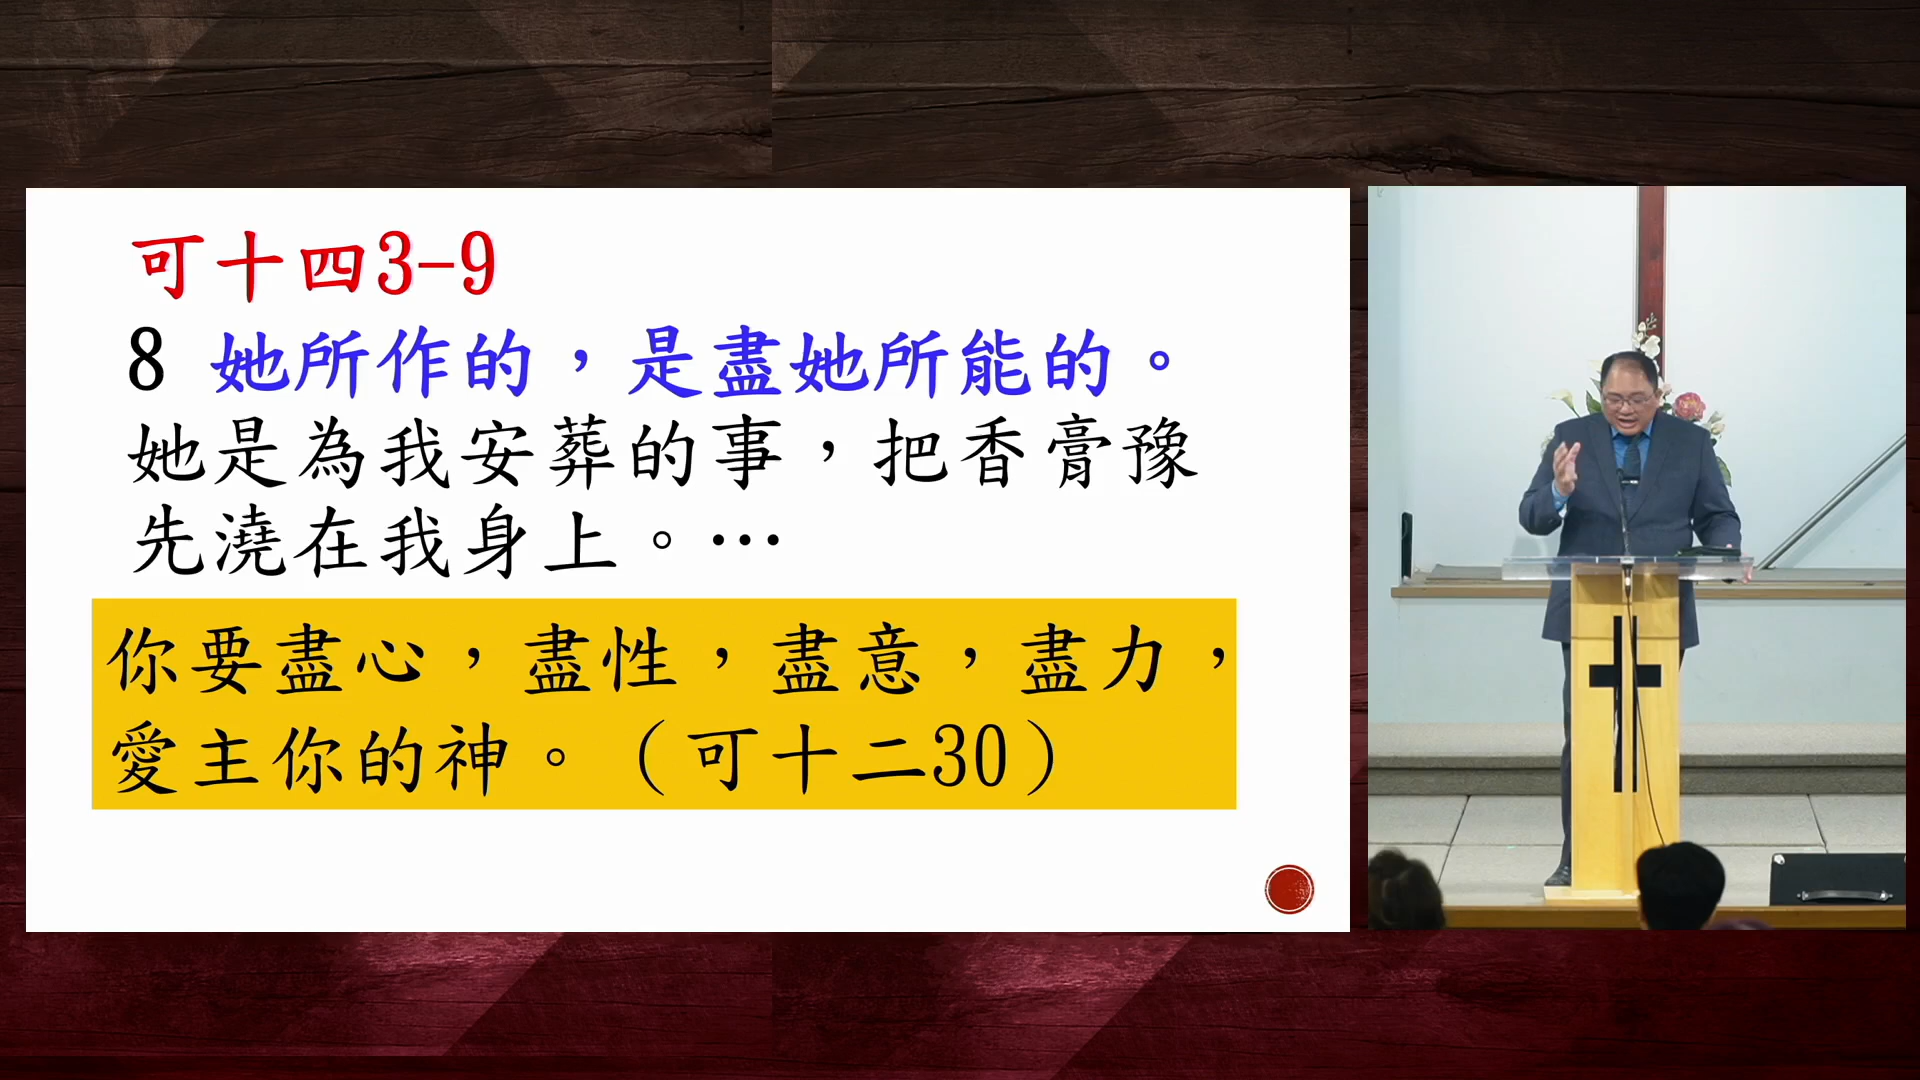 可十四3-9
8 她所作的，是盡她所能的。
她是為我安葬的事，把香膏豫
先澆在我身上。…
你要盡心，盡性，盡意，盡力，
愛主你的神。（可十二30）